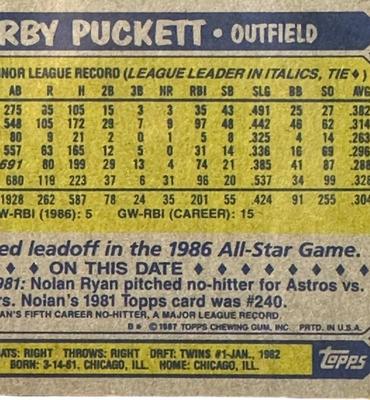 RBY PUCKETT • OUTFIELD
NOR LEAGUE RECORD (LEAGUE LEADER IN ITALICS, TIE♦)
AB R H 2B 3B HR RBI SB SLG BB SO AVG
275 35 105 15 3 3 35 43 .491 25 27 .382
548 105 172 29 7 9 97 48 .442 46 62 .314
80 9 21 2 0 1 5 8 .325 4 14 .263
557 63 165 12 5 0 31 14 .336 16 69 .296
691 80 199 29 13 4 74 21 .385 41 87 .288
680 119 223 37 6 31 96 20 .537 34 99 .328
1928 262 587 78 24 35 201 55 .424 91 255 .304
W-RBI (1986): 5 GW-RBI (CAREER): 15
ed leadoff in the 1986 All-Star Game.
♦ ♦ ♦ ♦ ON THIS DATE ♦ ♦ ♦ ♦
981: Nolan Ryan pitched no-hitter for Astros vs.
rs. Nolan's 1981 Topps card was #240.
AN'S FIFTH CAREER NO-HITTER, A MAJOR LEAGUE RECORD.
B* © 1987 TOPPS CHEWING GUM, INC. PRTD. IN U.S.A.
ATS: RIGHT THROWS: RIGHT DRFT: TWINS #1-JAN., 1982
BORN: 3-14-61, CHICAGO, ILL. HOME: CHICAGO, ILL.
Topps